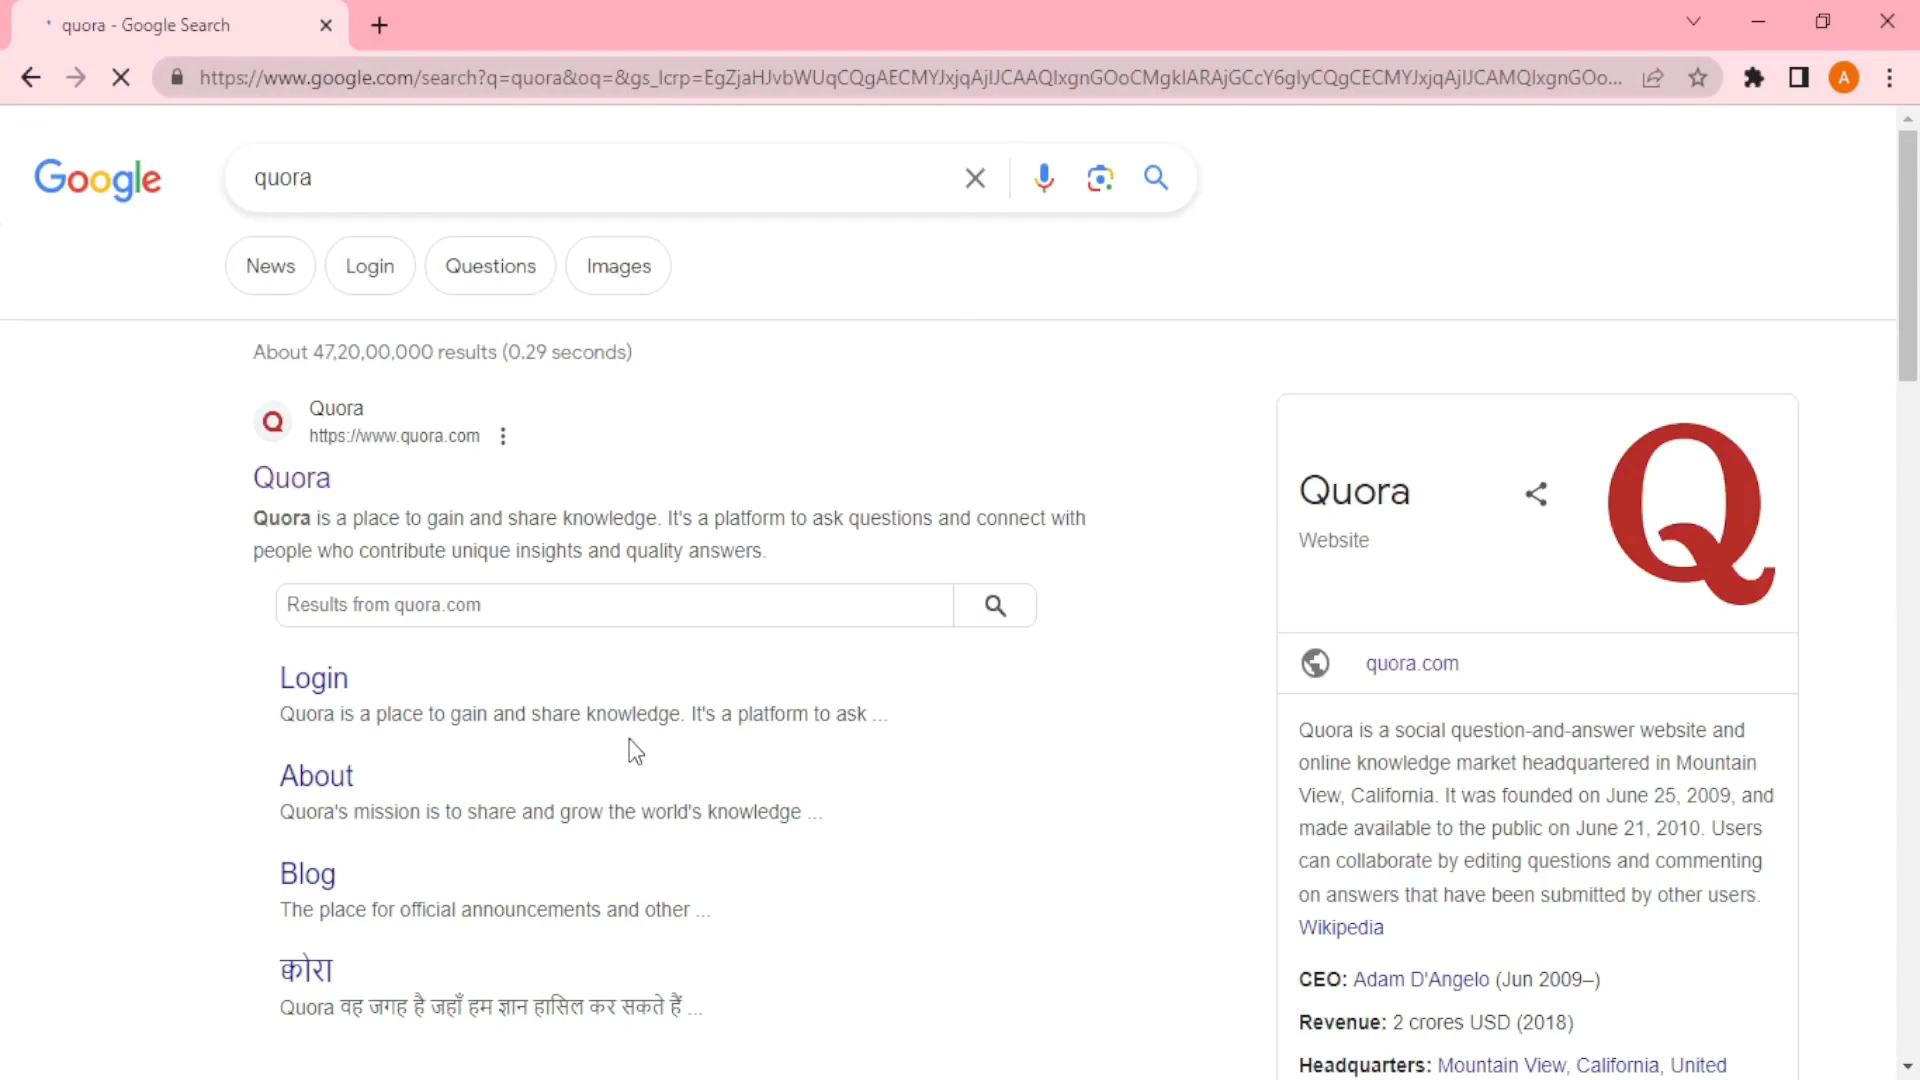 quora - Google Search
https://www.google.com/search?q=quora&oq=&gs_lcrp=EgZjaHJvbWUqCQgAECMYJxjqAjIJCAAQIxgnGOoCMgkIARAjGCcY6gIyCQgCECMYJxjqAjIJCAMQIxgnGOo...
A
Google
quora
News
Login
Questions
Images
About 47,20,00,000 results (0.29 seconds)
Q
Quora
https://www.quora.com
Quora
Quora is a place to gain and share knowledge. It's a platform to ask questions and connect with
people who contribute unique insights and quality answers.
Results from quora.com
Login
Quora is a place to gain and share knowledge. It's a platform to ask ...
About
Quora's mission is to share and grow the world's knowledge ...
Blog
The place for official announcements and other ...
क्वोरा
Quora वह जगह है जहाँ हम ज्ञान हासिल कर सकते हैं ...
Quora
Website
Q
quora.com
Quora is a social question-and-answer website and
online knowledge market headquartered in Mountain
View, California. It was founded on June 25, 2009, and
made available to the public on June 21, 2010. Users
can collaborate by editing questions and commenting
on answers that have been submitted by other users.
Wikipedia
CEO: Adam D'Angelo (Jun 2009–)
Revenue: 2 crores USD (2018)
Headquarters: Mountain View, California, United